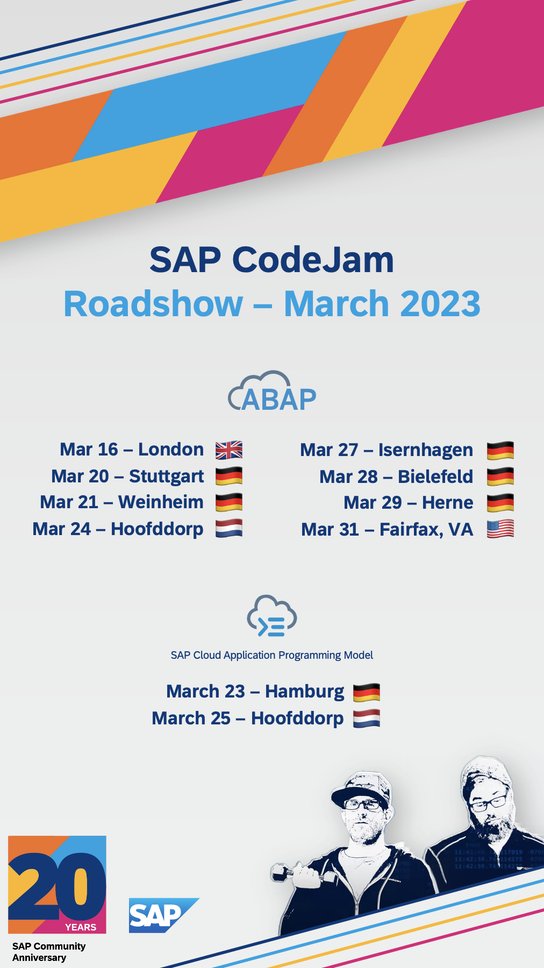 SAP CodeJam
Roadshow – March 2023
ABAP
Mar 16 – London
Mar 20 – Stuttgart
Mar 21 – Weinheim
Mar 24 – Hoofddorp
Mar 27 – Isernhagen
Mar 28 – Bielefeld
Mar 29 – Herne
Mar 31 – Fairfax, VA
SAP Cloud Application Programming Model
March 23 – Hamburg
March 25 – Hoofddorp
20
YEARS
SAP Community
Anniversary
SAP